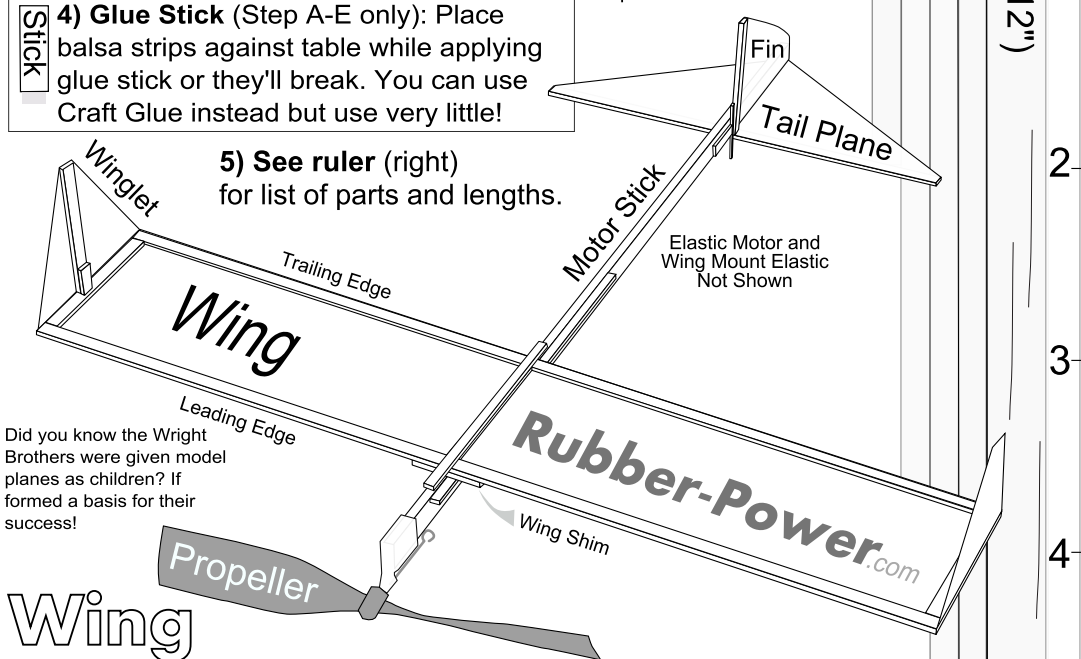 Stick
4) Glue Stick (Step A-E only): Place
balsa strips against table while applying
glue stick or they'll break. You can use
Craft Glue instead but use very little!
5) See ruler (right)
for list of parts and lengths.
Fin
Tail Plane
12")
Winglet
Motor Stick
2
Elastic Motor and
Wing Mount Elastic
Not Shown
Trailing Edge
Wing
3
Leading Edge
Did you know the Wright
Brothers were given model
planes as children? If
formed a basis for their
success!
Rubber-Power.com
Wing Shim
4
Propeller
Wing